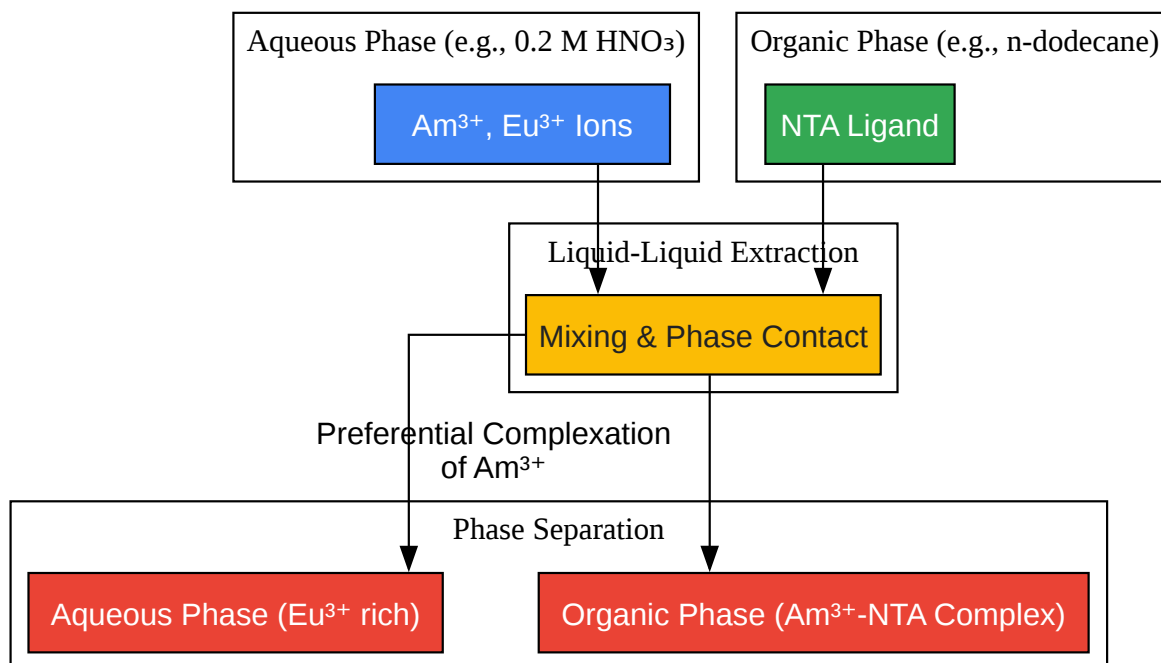 Aqueous Phase (e.g., 0.2 M HNO₃)
Organic Phase (e.g., n-dodecane)
Am³⁺, Eu³⁺ Ions
NTA Ligand
Liquid-Liquid Extraction
Mixing & Phase Contact
Preferential Complexation
of Am³⁺
Phase Separation
Aqueous Phase (Eu³⁺ rich)
Organic Phase (Am³⁺-NTA Complex)